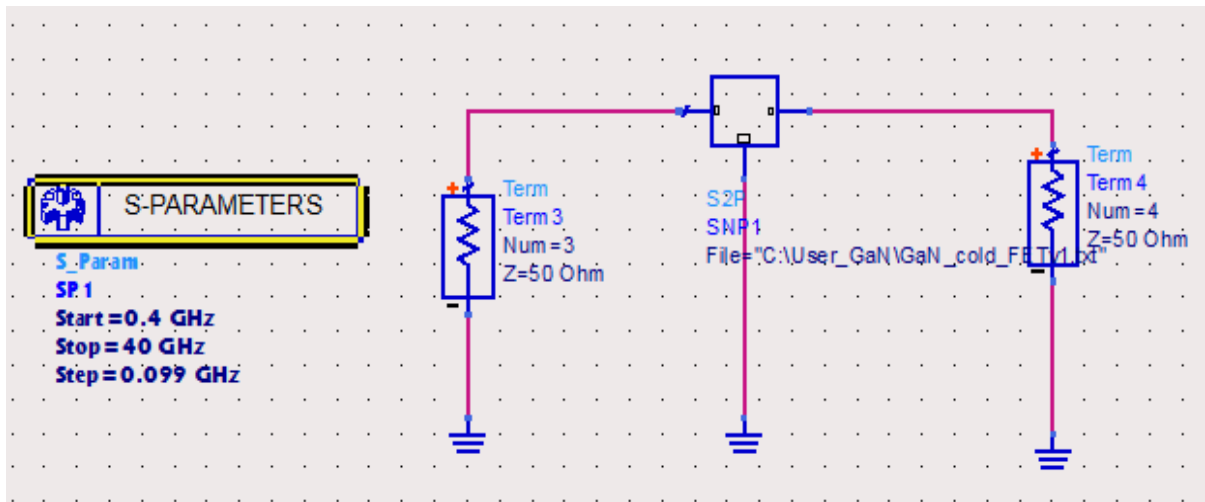 S-PARAMETERS
S_Param
SP1
Start=0.4 GHz
Stop=40 GHz
Step=0.099 GHz
+
Term
Term3
Num=3
Z=50 Ohm
-
S2P
SNP1
File="C:\User_GaN\GaN_cold_FETv1.txt"
+
Term
Term4
Num=4
Z=50 Ohm
-